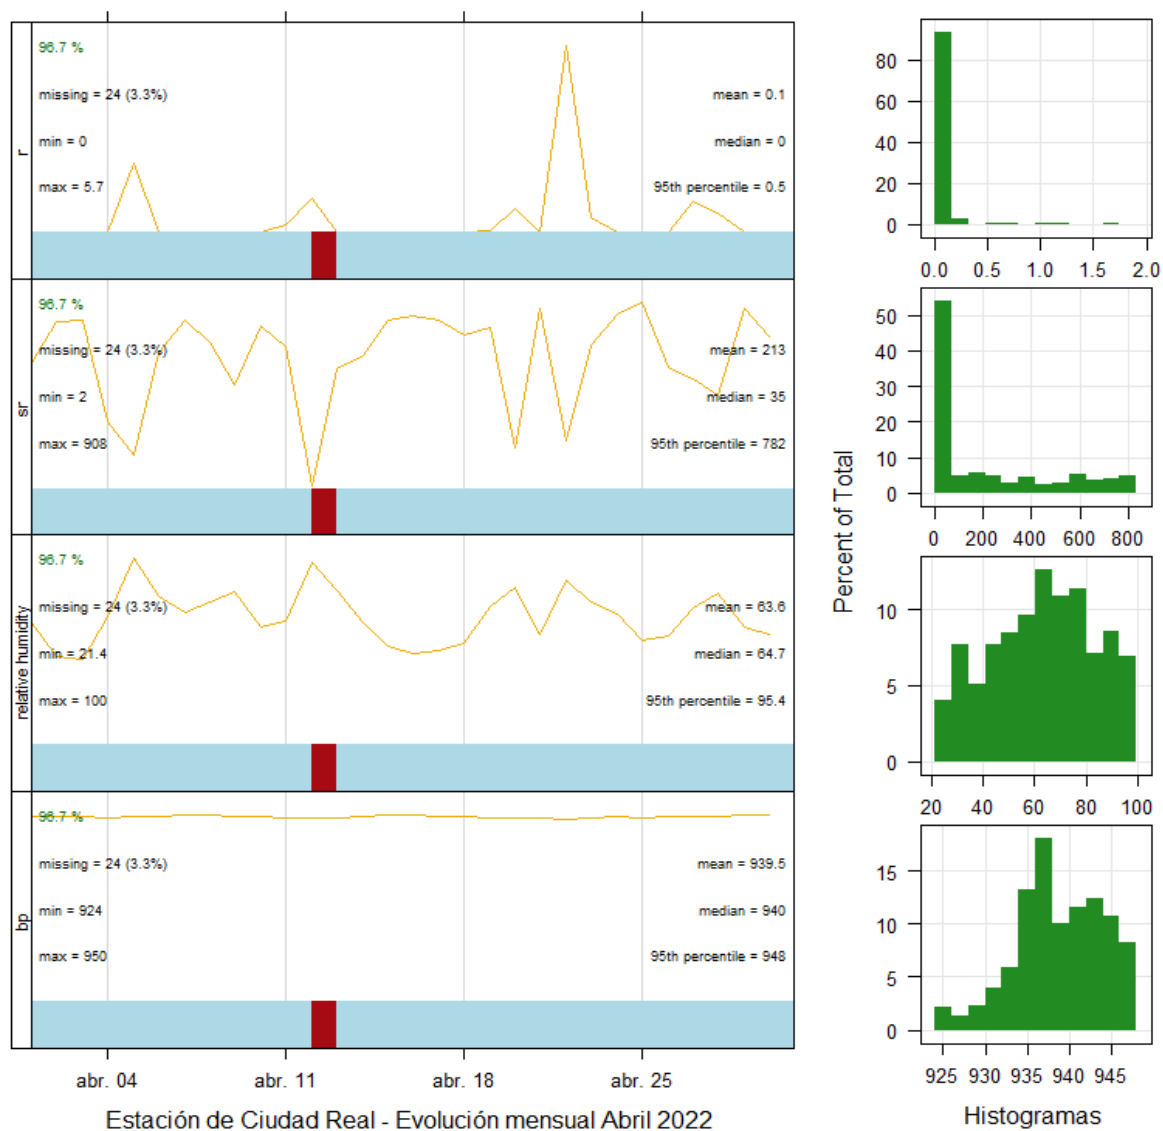 r
96.7 %
missing = 24 (3.3%)
min = 0
max = 5.7
mean = 0.1
median = 0
95th percentile = 0.5
sr
96.7 %
missing = 24 (3.3%)
min = 2
max = 908
mean = 213
median = 35
95th percentile = 782
relative humidity
96.7 %
missing = 24 (3.3%)
min = 21.4
max = 100
mean = 63.6
median = 64.7
95th percentile = 95.4
bp
96.7 %
missing = 24 (3.3%)
min = 924
max = 950
mean = 939.5
median = 940
95th percentile = 948
abr. 04 abr. 11 abr. 18 abr. 25
Estación de Ciudad Real - Evolución mensual Abril 2022
Percent of Total
80
60
40
20
0
0.0 0.5 1.0 1.5 2.0
50
40
30
20
10
0
0 200 400 600 800
10
5
0
20 40 60 80 100
15
10
5
0
925 930 935 940 945
Histogramas